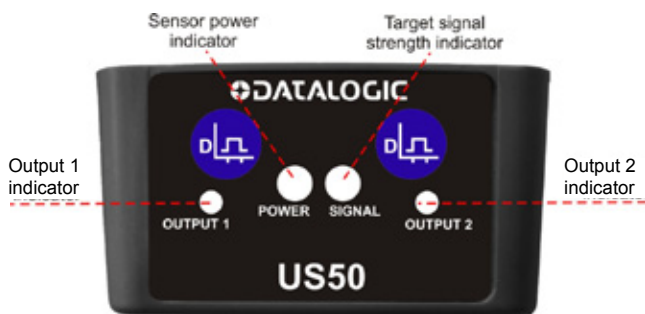 Sensor power
indicator
Target signal
strength indicator
DATALOGIC
D
D
Output 1
indicator
Output 2
indicator
POWER
SIGNAL
OUTPUT 1
OUTPUT 2
US50